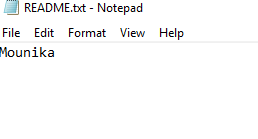 README.txt - Notepad
File Edit Format View Help
Mounika